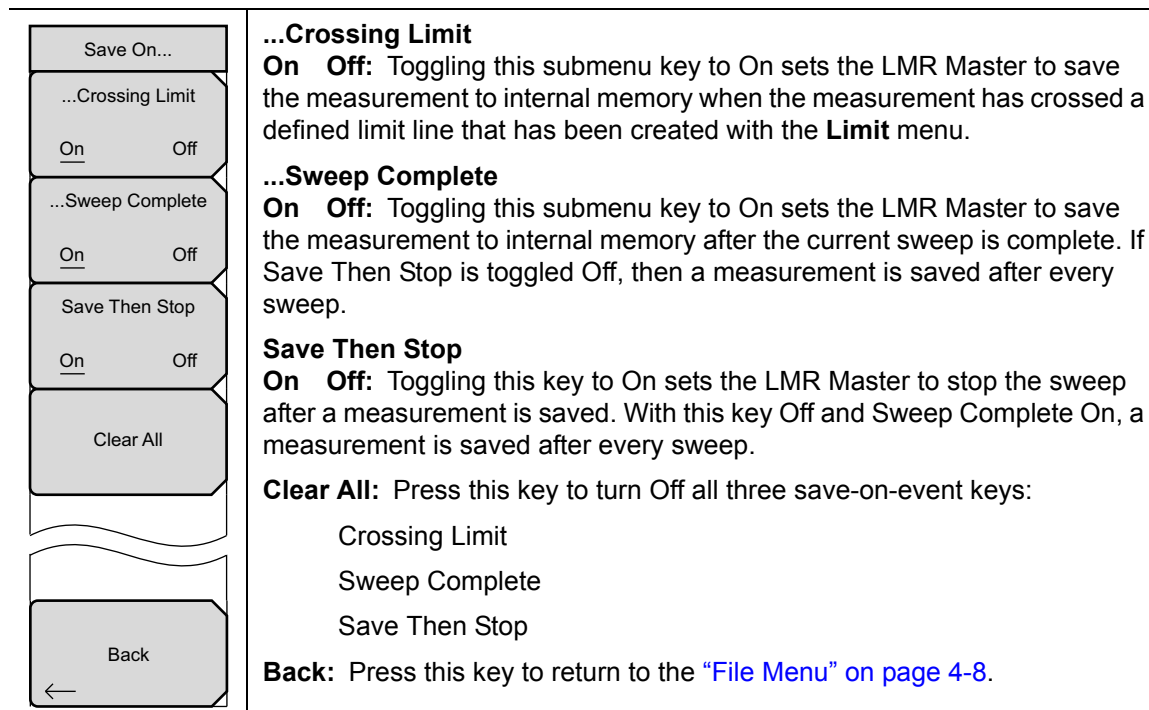 Save On...
...Crossing Limit
On Off
...Sweep Complete
On Off
Save Then Stop
On Off
Clear All
Back
...Crossing Limit
On Off: Toggling this submenu key to On sets the LMR Master to save
the measurement to internal memory when the measurement has crossed a
defined limit line that has been created with the Limit menu.
...Sweep Complete
On Off: Toggling this submenu key to On sets the LMR Master to save
the measurement to internal memory after the current sweep is complete. If
Save Then Stop is toggled Off, then a measurement is saved after every
sweep.
Save Then Stop
On Off: Toggling this key to On sets the LMR Master to stop the sweep
after a measurement is saved. With this key Off and Sweep Complete On, a
measurement is saved after every sweep.
Clear All: Press this key to turn Off all three save-on-event keys:
Crossing Limit
Sweep Complete
Save Then Stop
Back: Press this key to return to the “File Menu” on page 4-8.